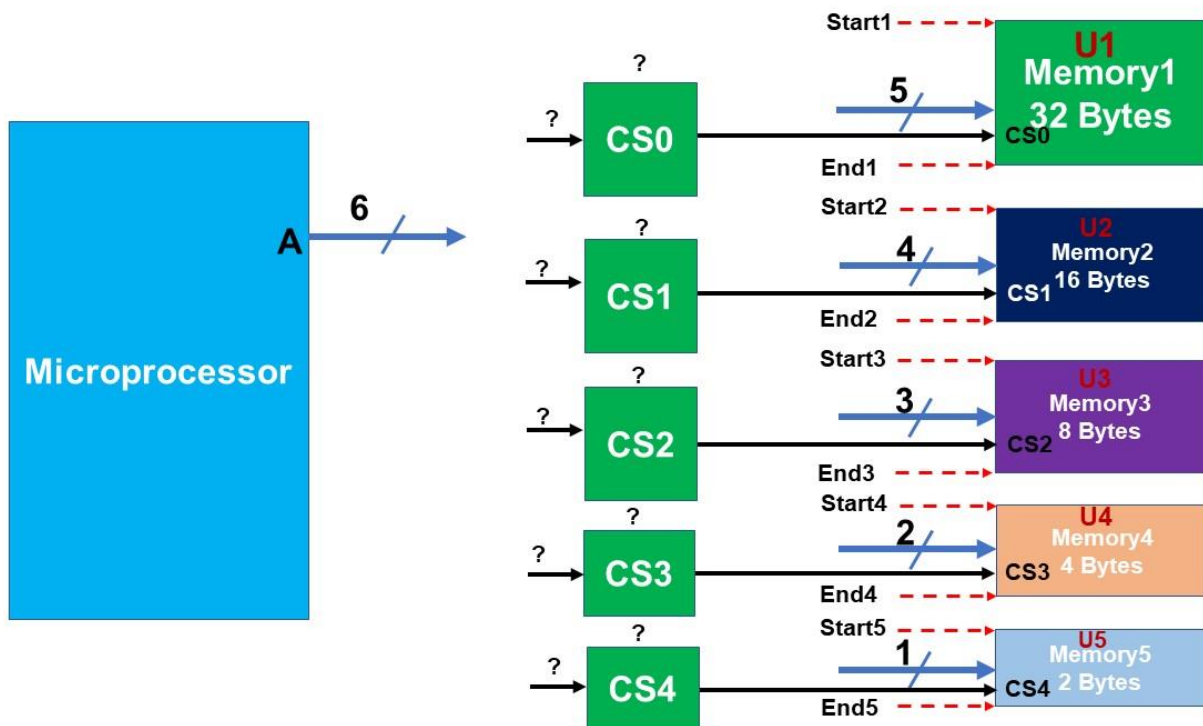 Start1
U1
Memory1
32 Bytes
?
?
CS0
5
CS0
End1
Microprocessor
A
6
Start2
U2
Memory2
16 Bytes
?
?
CS1
4
CS1
End2
Start3
U3
Memory3
8 Bytes
?
?
CS2
3
CS2
End3
Start4
U4
Memory4
4 Bytes
?
?
CS3
2
CS3
End4
Start5
U5
Memory5
2 Bytes
?
?
CS4
1
CS4
End5